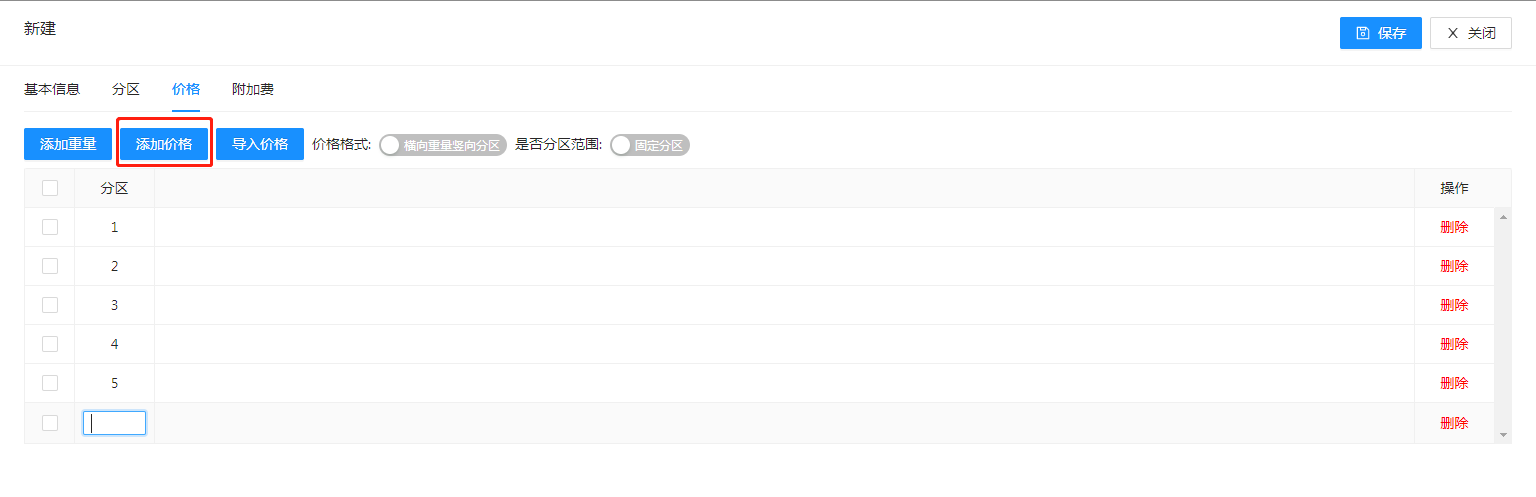 新建
保存
关闭
基本信息 分区 价格 附加费
添加重量 添加价格 导入价格 价格格式: 横向重量竖向分区 是否分区范围: 固定分区
分区 操作
1 删除
2 删除
3 删除
4 删除
5 删除
删除